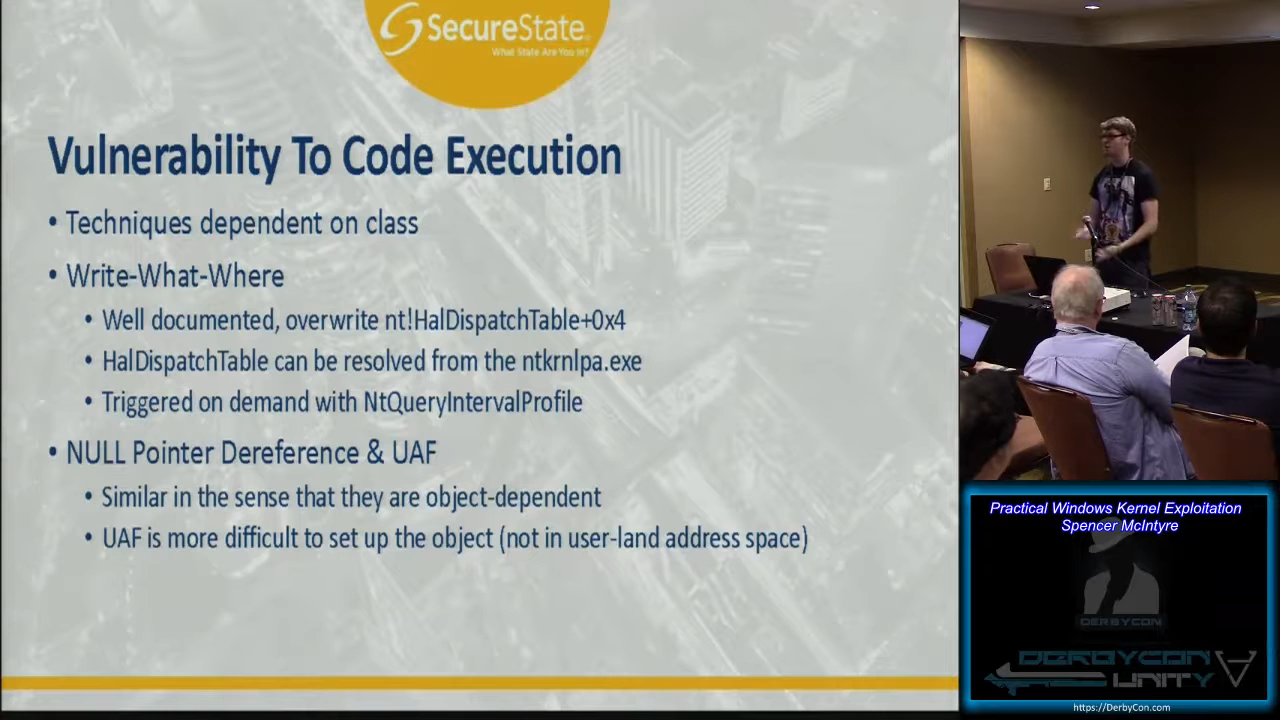 SecureState
What State Are You In?
Vulnerability To Code Execution
• Techniques dependent on class
• Write-What-Where
• Well documented, overwrite nt!HalDispatchTable+0x4
• HalDispatchTable can be resolved from the ntkrnlpa.exe
• Triggered on demand with NtQueryIntervalProfile
• NULL Pointer Dereference & UAF
• Similar in the sense that they are object-dependent
• UAF is more difficult to set up the object (not in user-land address space)
Practical Windows Kernel Exploitation
Spencer McIntyre
DERBYCON
DERBYCON
UNITY
https://DerbyCon.com